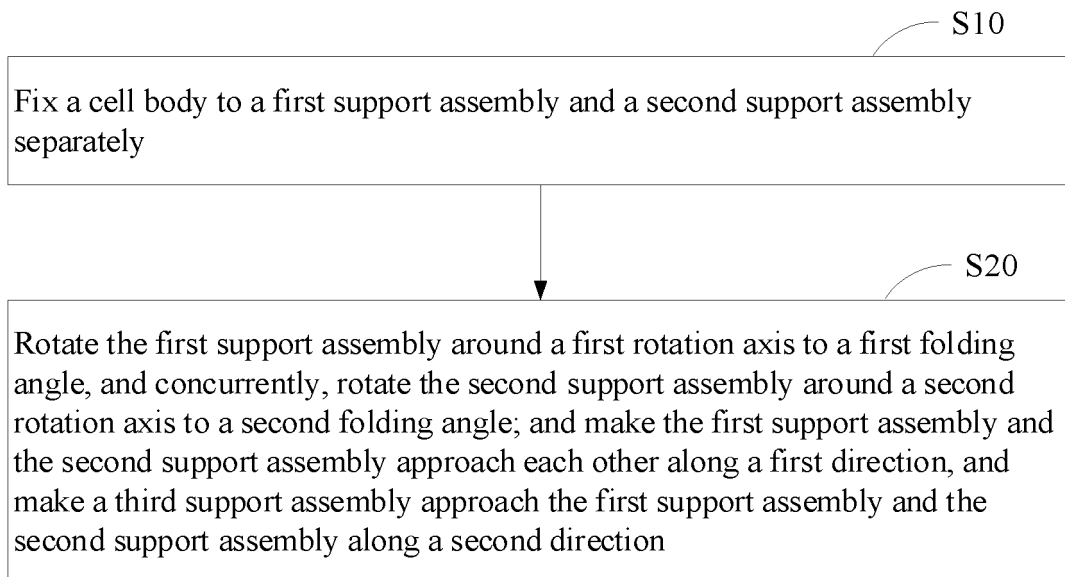 S10
Fix a cell body to a first support assembly and a second support assembly
separately
S20
Rotate the first support assembly around a first rotation axis to a first folding
angle, and concurrently, rotate the second support assembly around a second
rotation axis to a second folding angle; and make the first support assembly and
the second support assembly approach each other along a first direction, and
make a third support assembly approach the first support assembly and the
second support assembly along a second direction